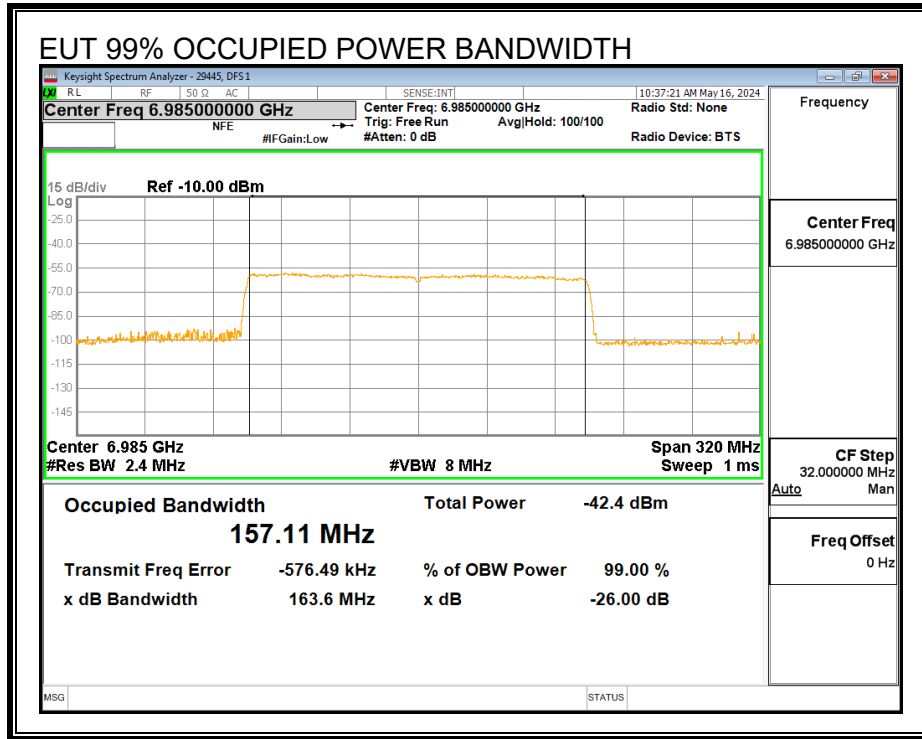 EUT 99% OCCUPIED POWER BANDWIDTH
Keysight Spectrum Analyzer - 29445, DFS 1
LXI RL RF 50 Ω AC SENSE:INT 10:37:21 AM May 16, 2024
Center Freq 6.985000000 GHz
NFE
#IFGain:Low
Center Freq: 6.985000000 GHz
Trig: Free Run Avg|Hold: 100/100
#Atten: 0 dB
Radio Std: None
Radio Device: BTS
15 dB/div Ref -10.00 dBm
Log
-25.0
-40.0
-55.0
-70.0
-85.0
-100
-115
-130
-145
Center 6.985 GHz Span 320 MHz
#Res BW 2.4 MHz #VBW 8 MHz Sweep 1 ms
Occupied Bandwidth Total Power -42.4 dBm
157.11 MHz
Transmit Freq Error -576.49 kHz % of OBW Power 99.00 %
x dB Bandwidth 163.6 MHz x dB -26.00 dB
MSG STATUS
Frequency
Center Freq
6.985000000 GHz
CF Step
32.000000 MHz
Auto Man
Freq Offset
0 Hz